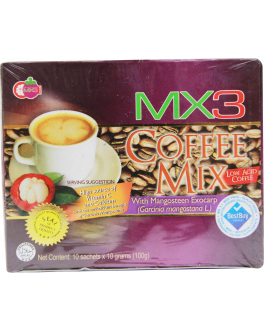 MX3
MX3
COFFEE
MIX
LOW ACID
COFFEE
With Mangosteen Exocarp
(Garcinia mangostana L.)
SERVING SUGGESTION
BestBuy
Net Content: 10 sachets x 10 grams (100g)